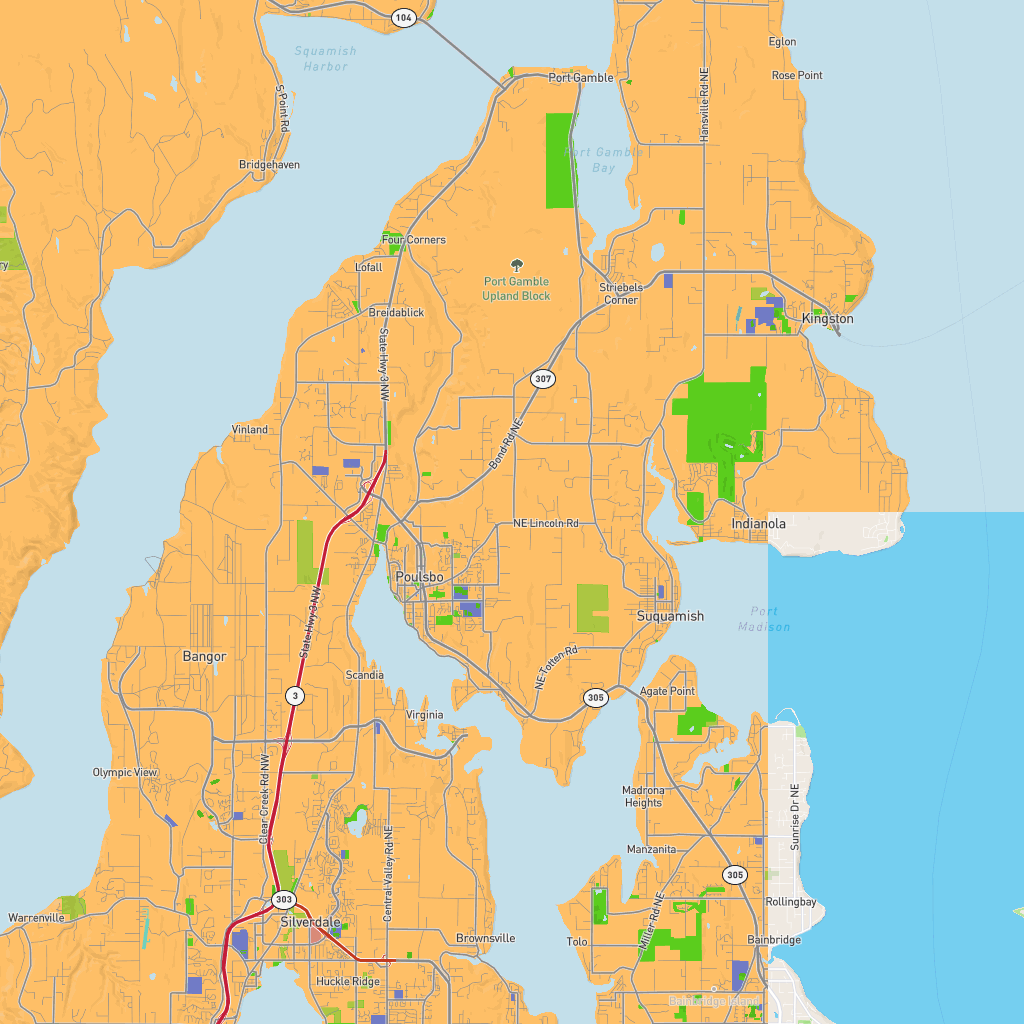 104
Eglon
Squamish
Harbor
Rose Point
Port Gamble
Hansville Rd NE
S Point Rd
Port Gamble
Bay
Bridgehaven
Four Corners
ry
Lofall
Port Gamble
Upland Block
Striebels
Corner
Breidablick
Kingston
State Hwy 3 NW
307
Vinland
Bond Rd NE
NE Lincoln Rd
Indianola
Poulsbo
Port
Madison
Suquamish
State Hwy 3 NW
Bangor
NE Totten Rd
Scandia
Agate Point
3
305
Virginia
Olympic View
Madrona
Heights
Clear Creek Rd NW
Sunrise Dr NE
Manzanita
Central Valley Rd NE
305
303
Rollingbay
Warrenville
Silverdale
Miller Rd NE
Brownsville
Tolo
Bainbridge
Huckle Ridge
Bainbridge Island